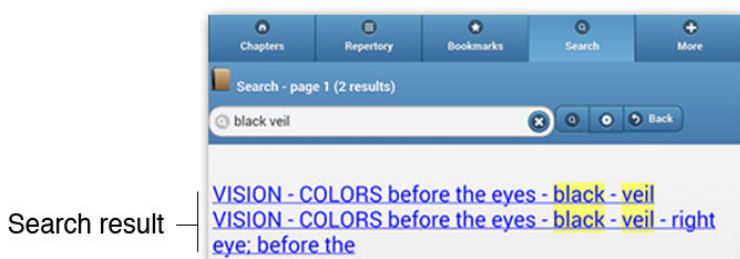 Chapters Repertory Bookmarks Search More
Search - page 1 (2 results)
black veil Back
VISION - COLORS before the eyes - black - veil
VISION - COLORS before the eyes - black - veil - right
Search result
eye; before the